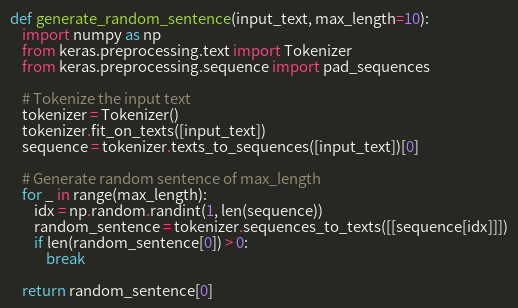 def generate_random_sentence(input_text, max_length=10):
    import numpy as np
    from keras.preprocessing.text import Tokenizer
    from keras.preprocessing.sequence import pad_sequences

    # Tokenize the input text
    tokenizer = Tokenizer()
    tokenizer.fit_on_texts([input_text])
    sequence = tokenizer.texts_to_sequences([input_text])[0]

    # Generate random sentence of max_length
    for _ in range(max_length):
        idx = np.random.randint(1, len(sequence))
        random_sentence = tokenizer.sequences_to_texts([[sequence[idx]]])
        if len(random_sentence[0]) > 0:
            break

    return random_sentence[0]